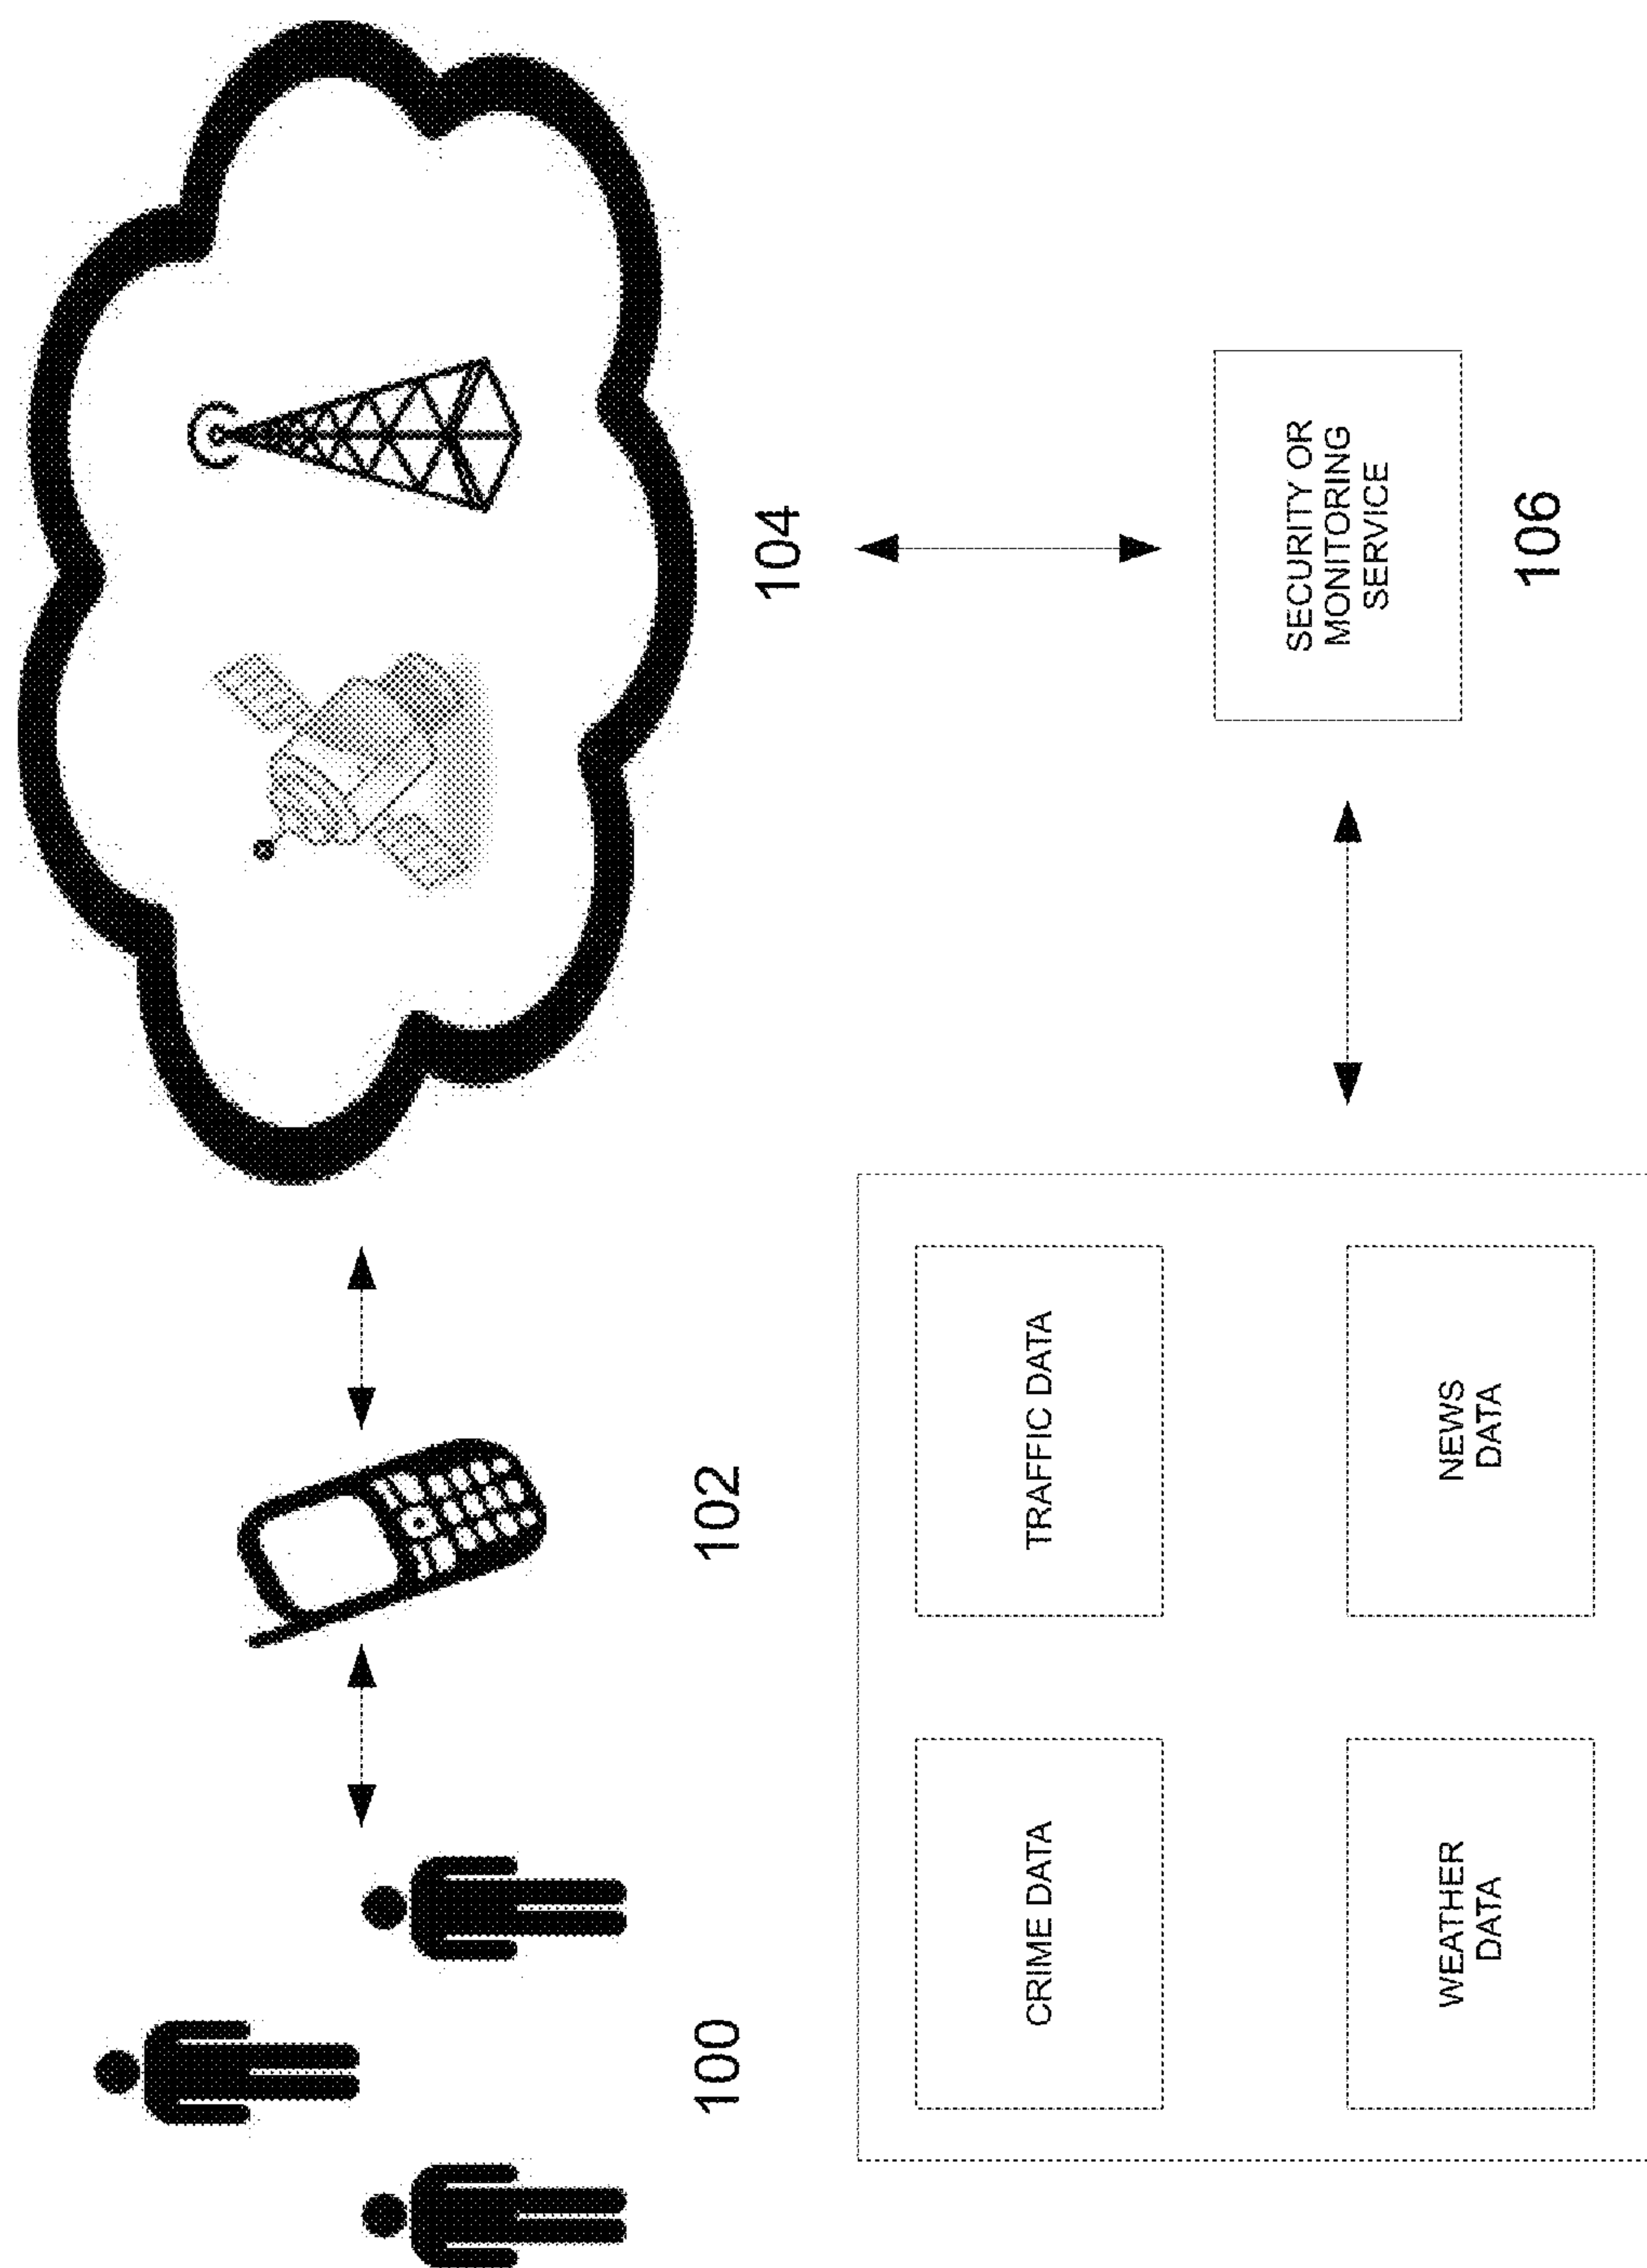 100
102
104
CRIME DATA
TRAFFIC DATA
WEATHER
DATA
NEWS
DATA
SECURITY OR
MONITORING
SERVICE
106